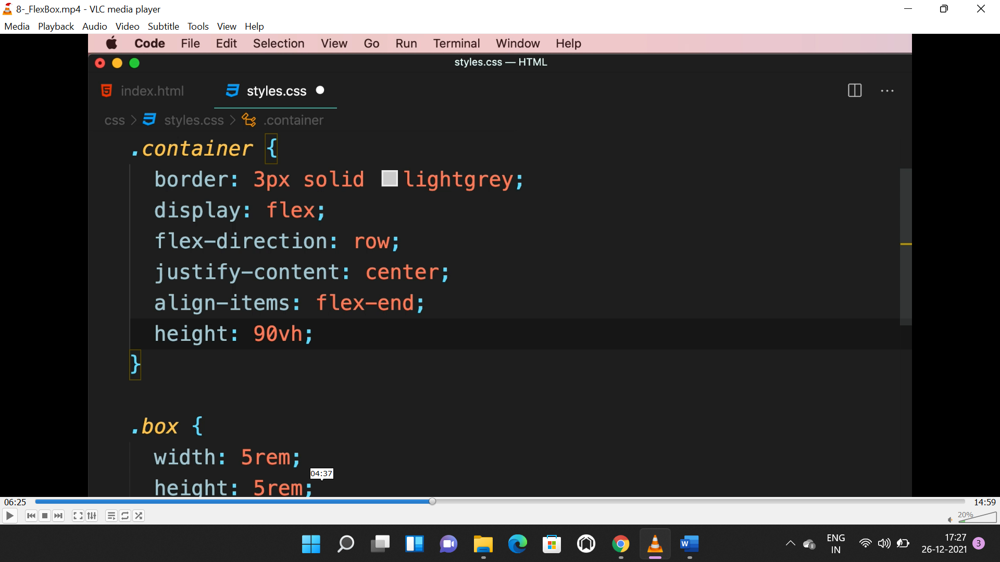 8-_FlexBox.mp4 - VLC media player
Media Playback Audio Video Subtitle Tools View Help
Code File Edit Selection View Go Run Terminal Window Help
styles.css — HTML
index.html styles.css
css > styles.css > .container
.container {
border: 3px solid lightgrey;
display: flex;
flex-direction: row;
justify-content: center;
align-items: flex-end;
height: 90vh;
}
.box {
width: 5rem;
04:37
height: 5rem;
06:25 14:59
20%
ENG 17:27
IN 26-12-2021 3